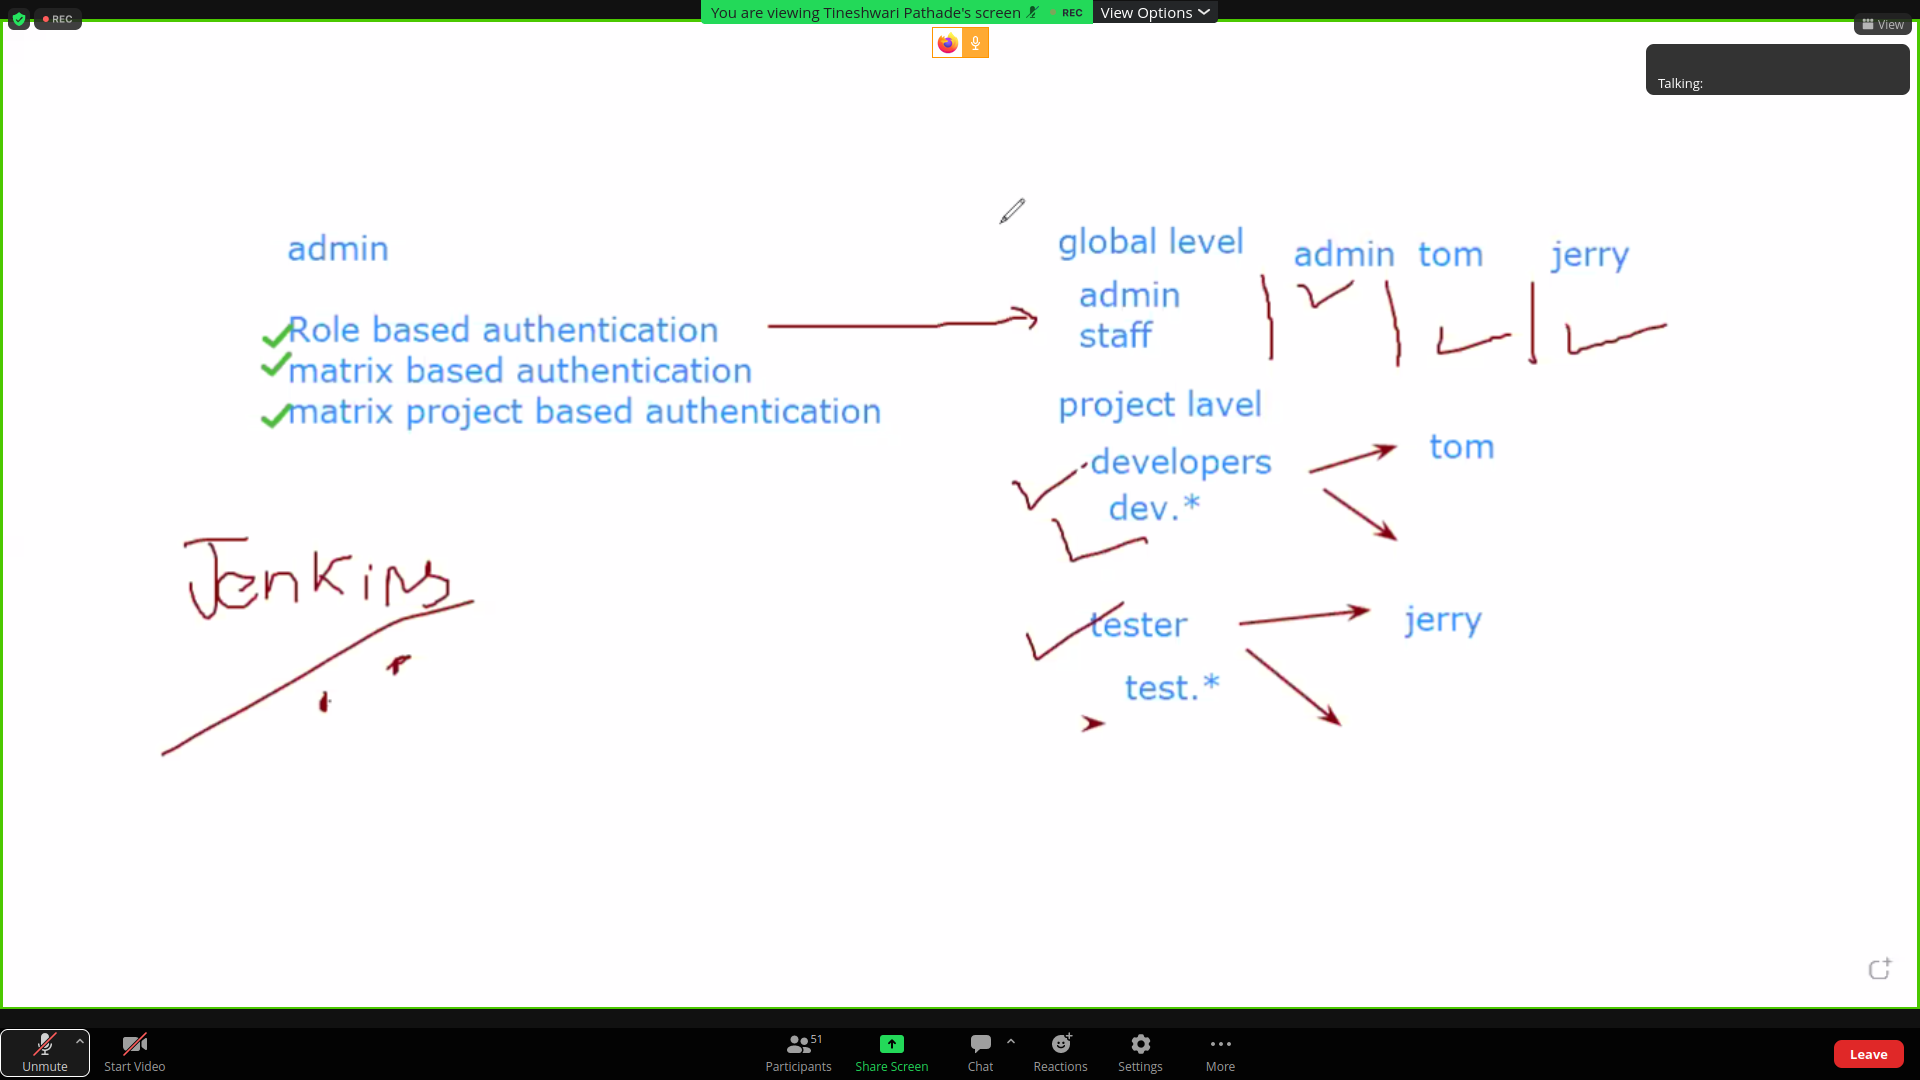 REC
You are viewing Tineshwari Pathade's screen REC View Options
View
Talking:
admin
Role based authentication
matrix based authentication
matrix project based authentication
Jenkins
global level admin tom jerry
admin
staff
project lavel
developers tom
dev.*
tester jerry
test.*
Unmute
Start Video
Participants 51
Share Screen
Chat
Reactions
Settings
More
Leave